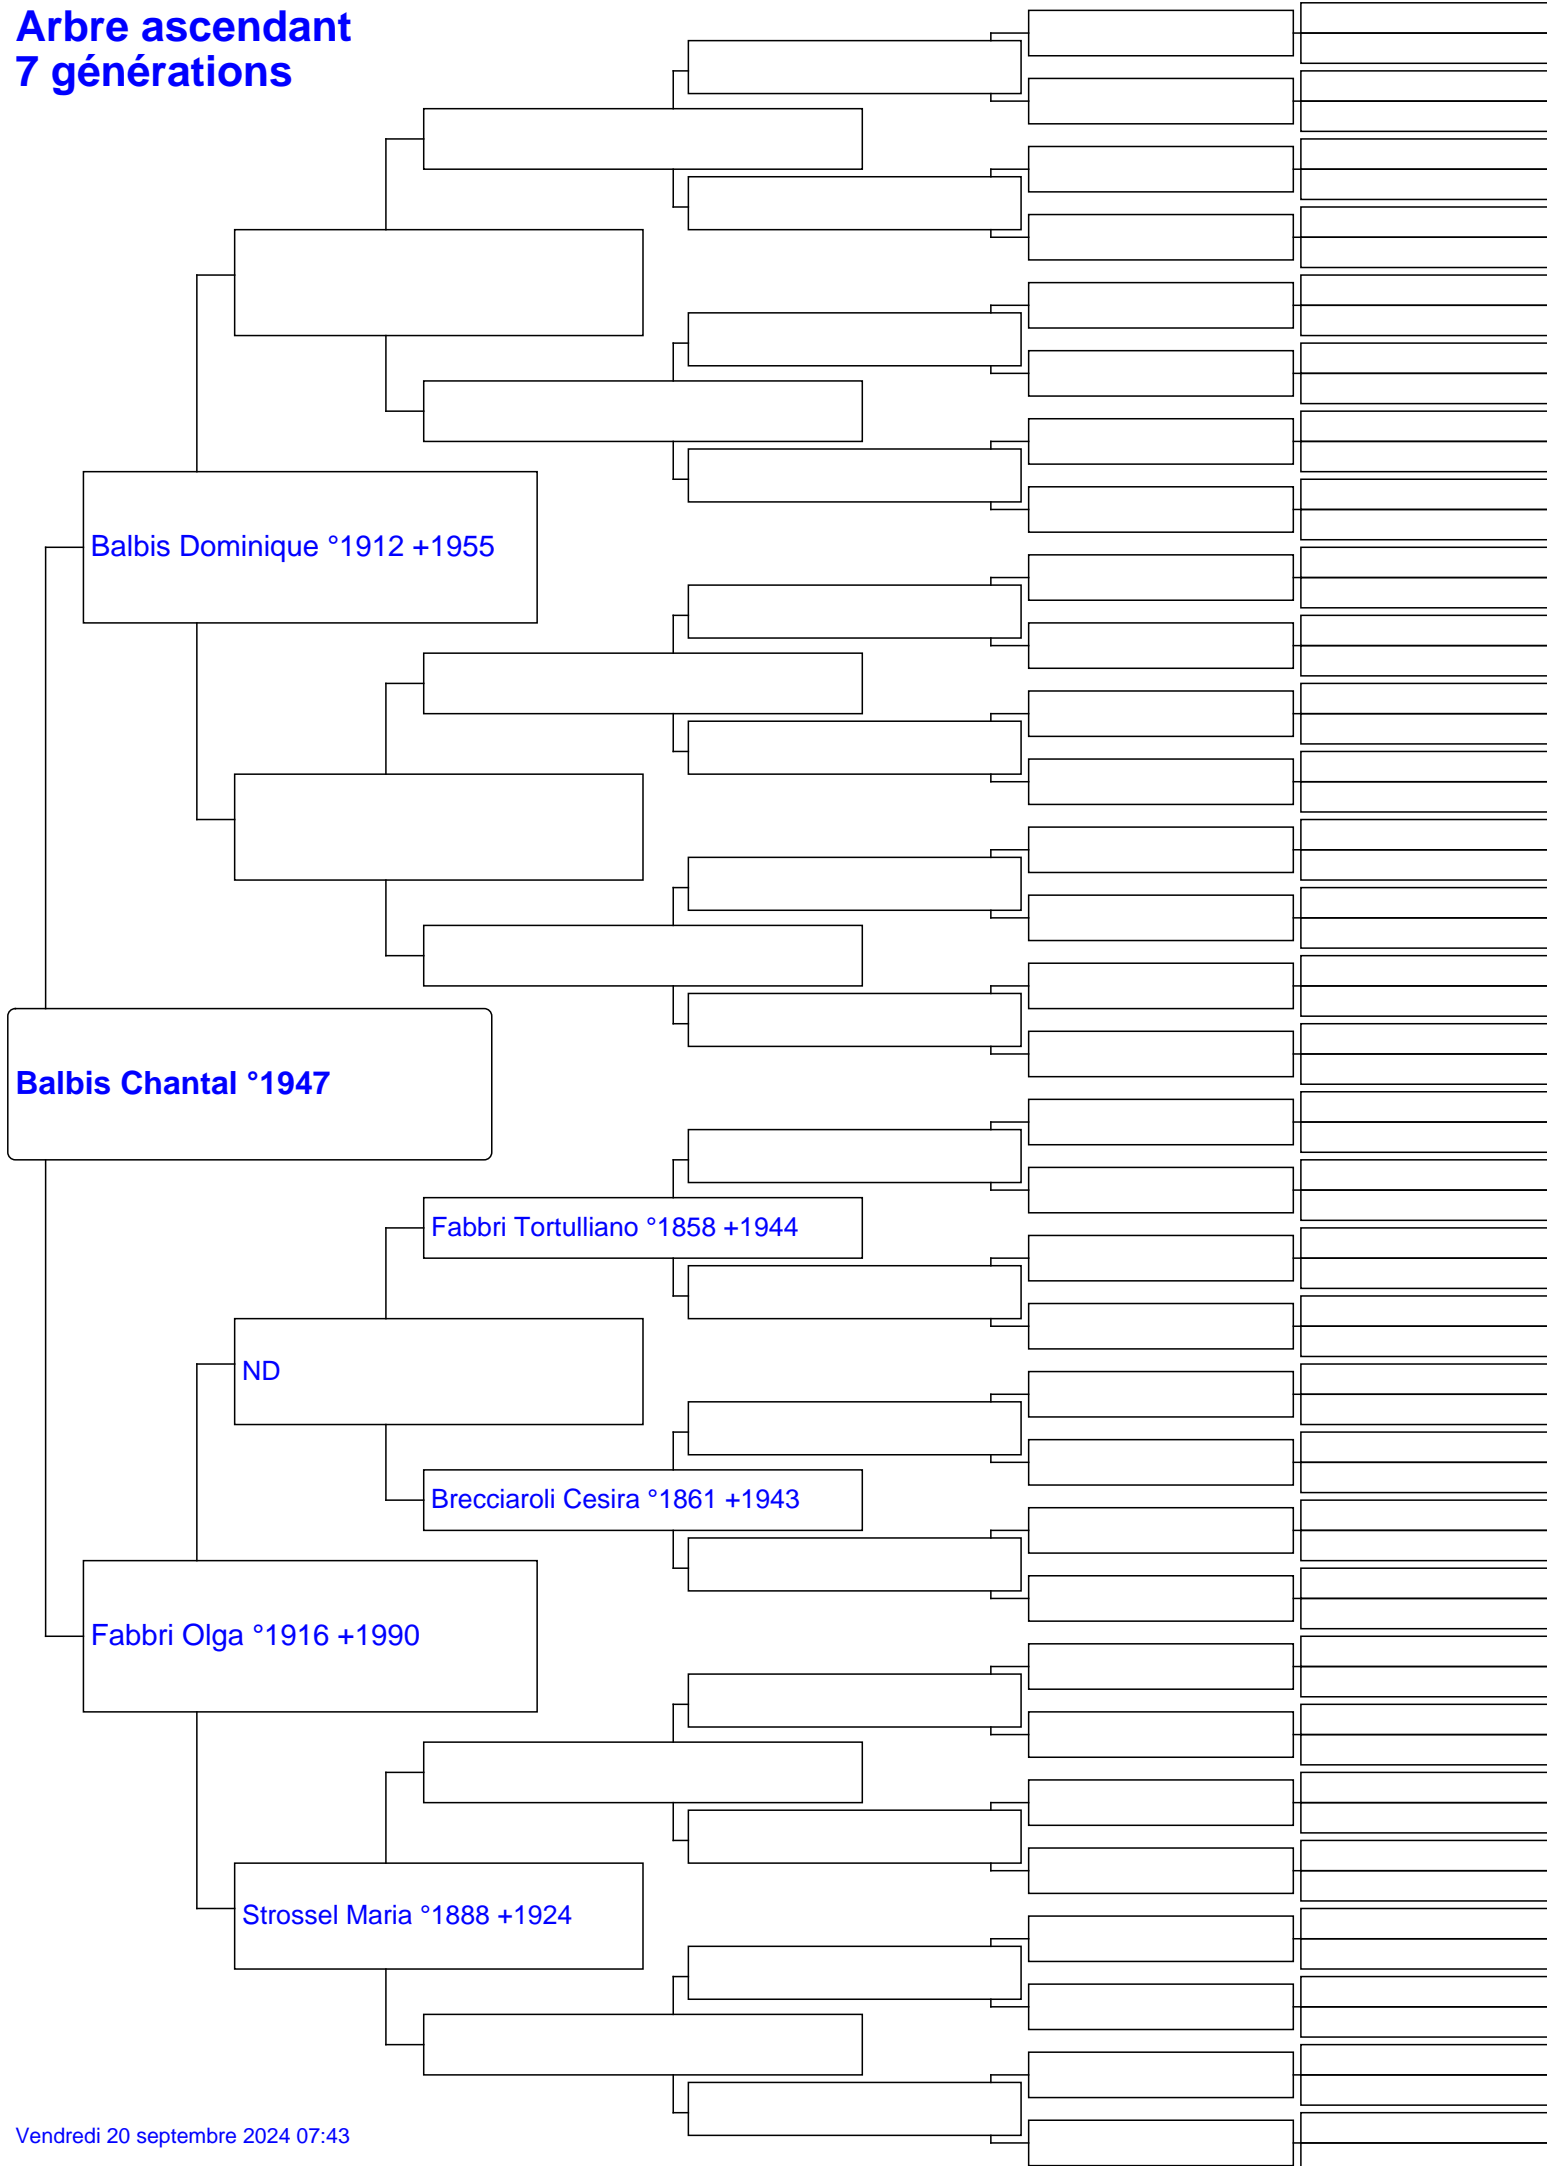 Arbre ascendant
7 générations
Balbis Dominique °1912 +1955
Balbis Chantal °1947
Fabbri Tortulliano °1858 +1944
ND
Brecciaroli Cesira °1861 +1943
Fabbri Olga °1916 +1990
Strossel Maria °1888 +1924
Vendredi 20 septembre 2024 07:43